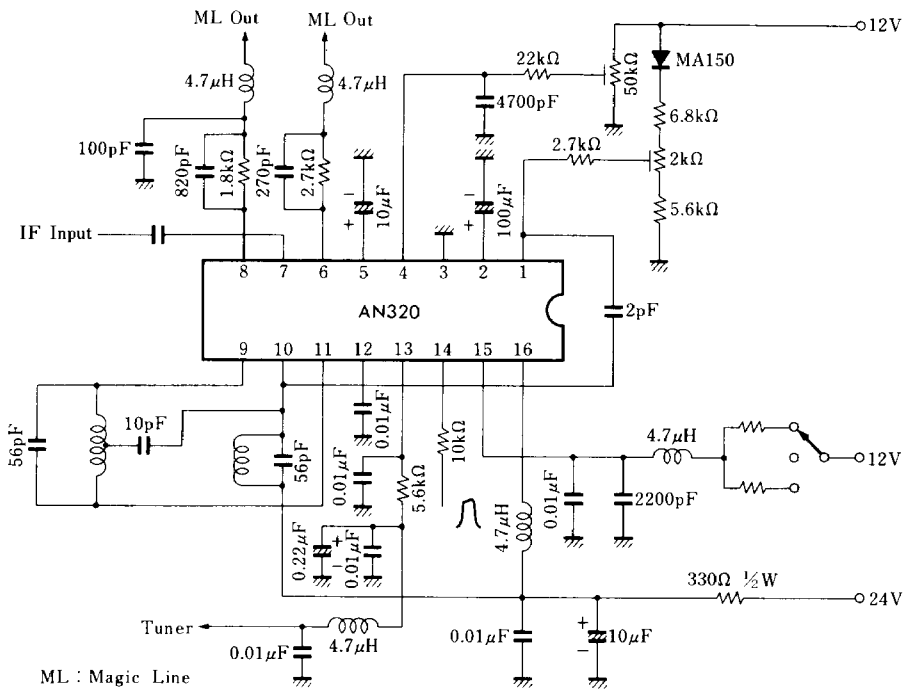 ML Out
ML Out
12V
4.7μH
4.7μH
22kΩ
50kΩ
MA150
4700pF
6.8kΩ
100pF
820pF
1.8kΩ
270pF
2.7kΩ
2.7kΩ
2kΩ
− 
+
10μF
−
+
100μF
5.6kΩ
IF Input
8 7 6 5 4 3 2 1
AN320
2pF
9 10 11 12 13 14 15 16
56pF
10pF
56pF
0.01μF
0.01μF
5.6kΩ
10kΩ
4.7μH
12V
0.01μF
2200pF
4.7μH
0.22μF
+
−
0.01μF
330Ω ½W
24V
Tuner
4.7μH
0.01μF
0.01μF
+
−
10μF
ML : Magic Line